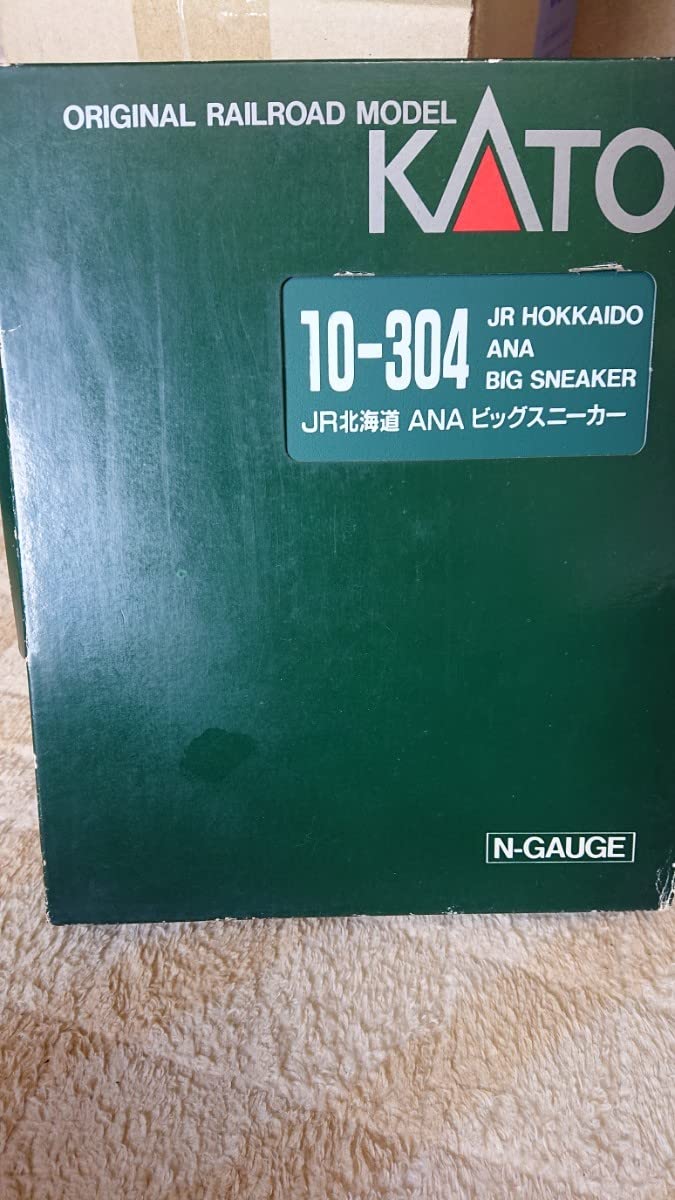 ORIGINAL RAILROAD MODEL
KATO
10-304
JR HOKKAIDO
ANA
BIG SNEAKER
JR北海道 ANA ビッグスニーカー
N-GAUGE